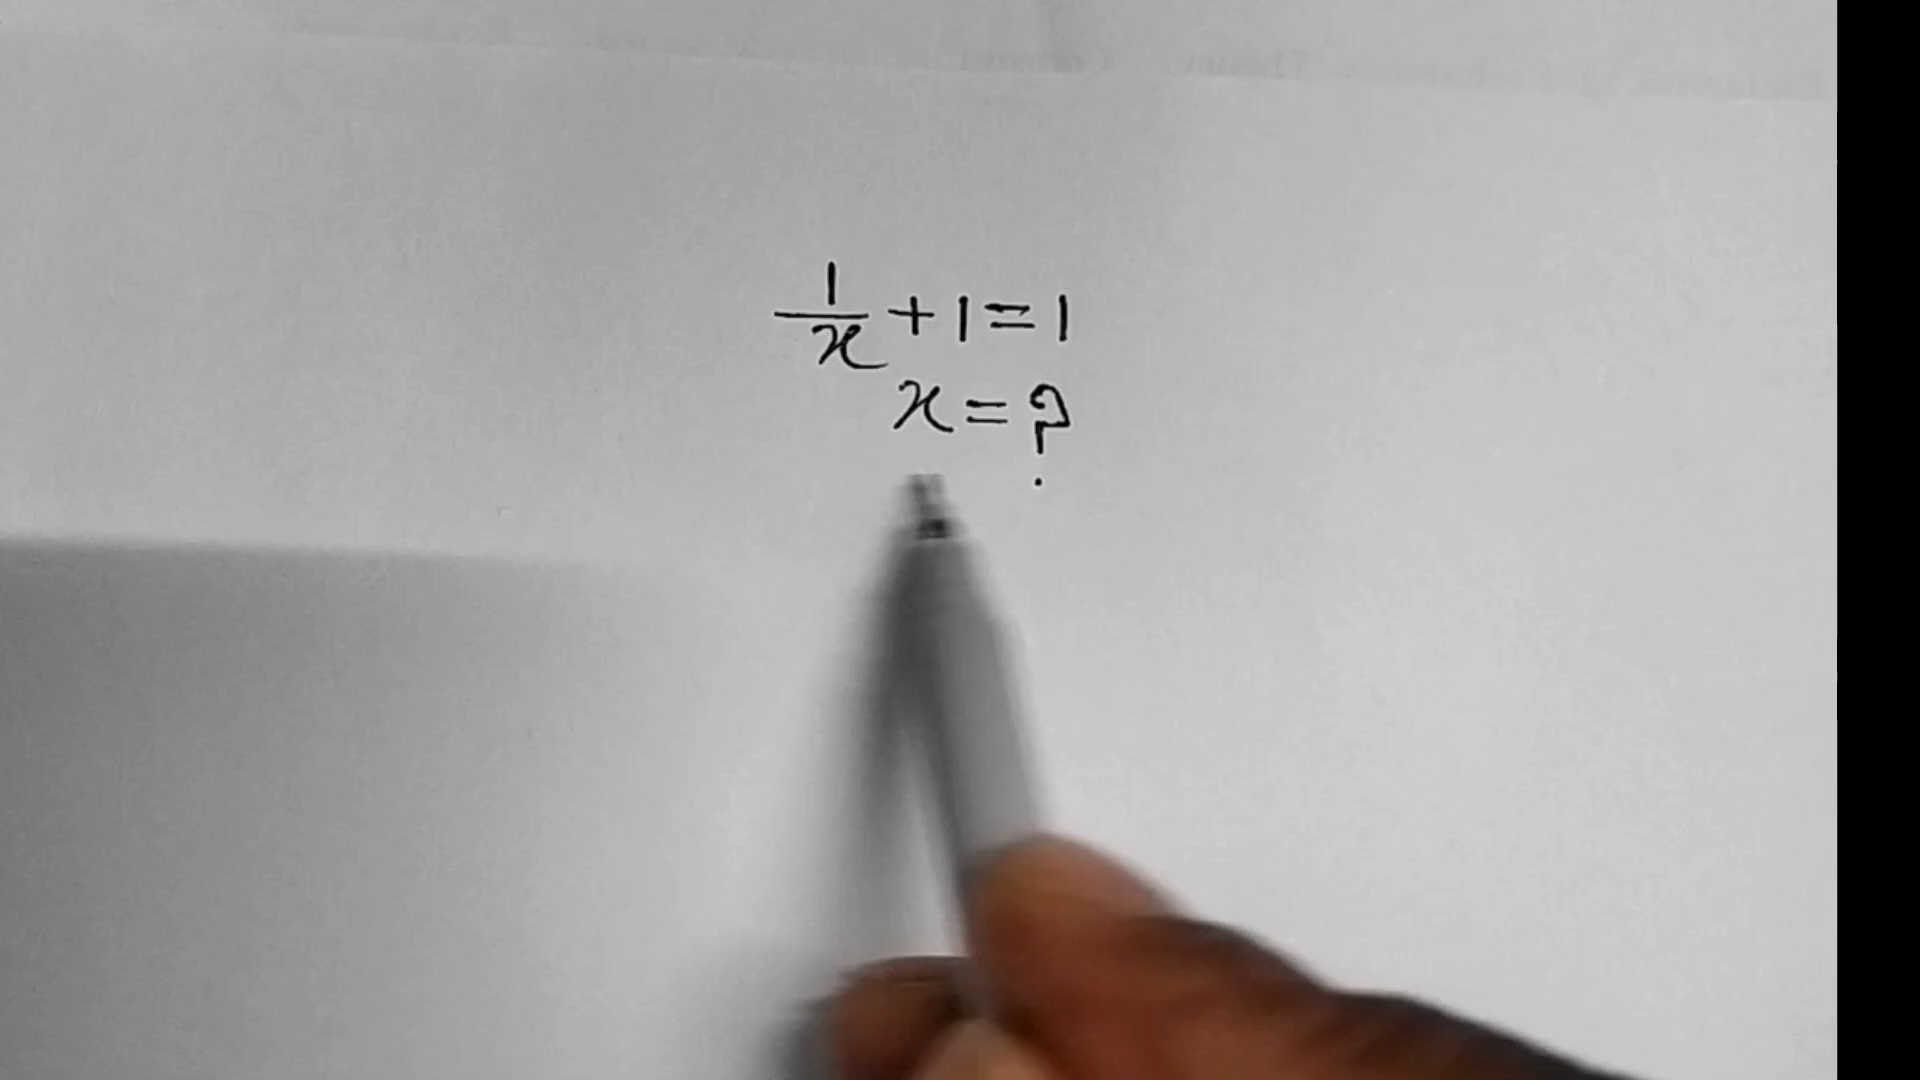 1/x + 1 = 1
x = ?